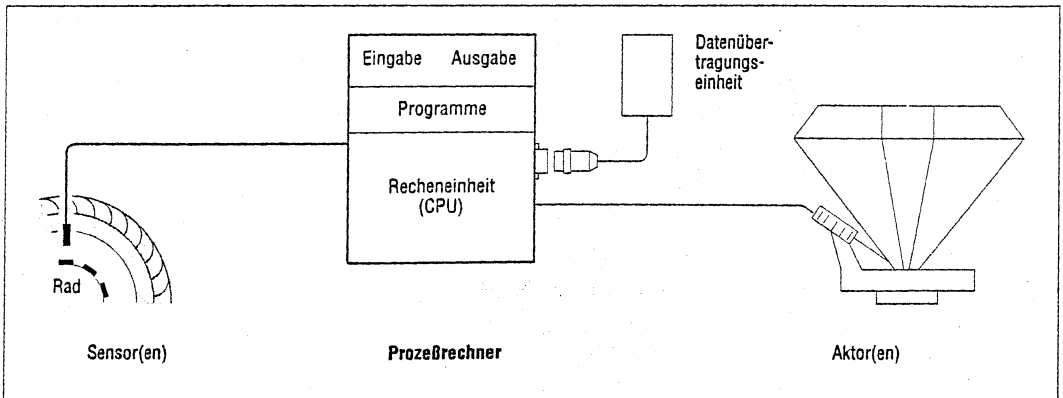 Eingabe Ausgabe
Programme
Recheneinheit
(CPU)
Datenüber-
tragungs-
einheit
Rad
Sensor(en)
Prozeßrechner
Aktor(en)